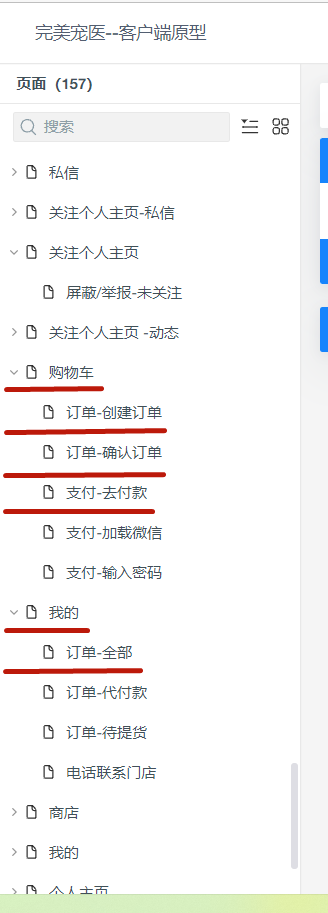 完美宠医--客户端原型
页面（157）
搜索
私信
关注个人主页-私信
关注个人主页
屏蔽/举报-未关注
关注个人主页 -动态
购物车
订单-创建订单
订单-确认订单
支付-去付款
支付-加载微信
支付-输入密码
我的
订单-全部
订单-代付款
订单-待提货
电话联系门店
商店
我的
个人主页